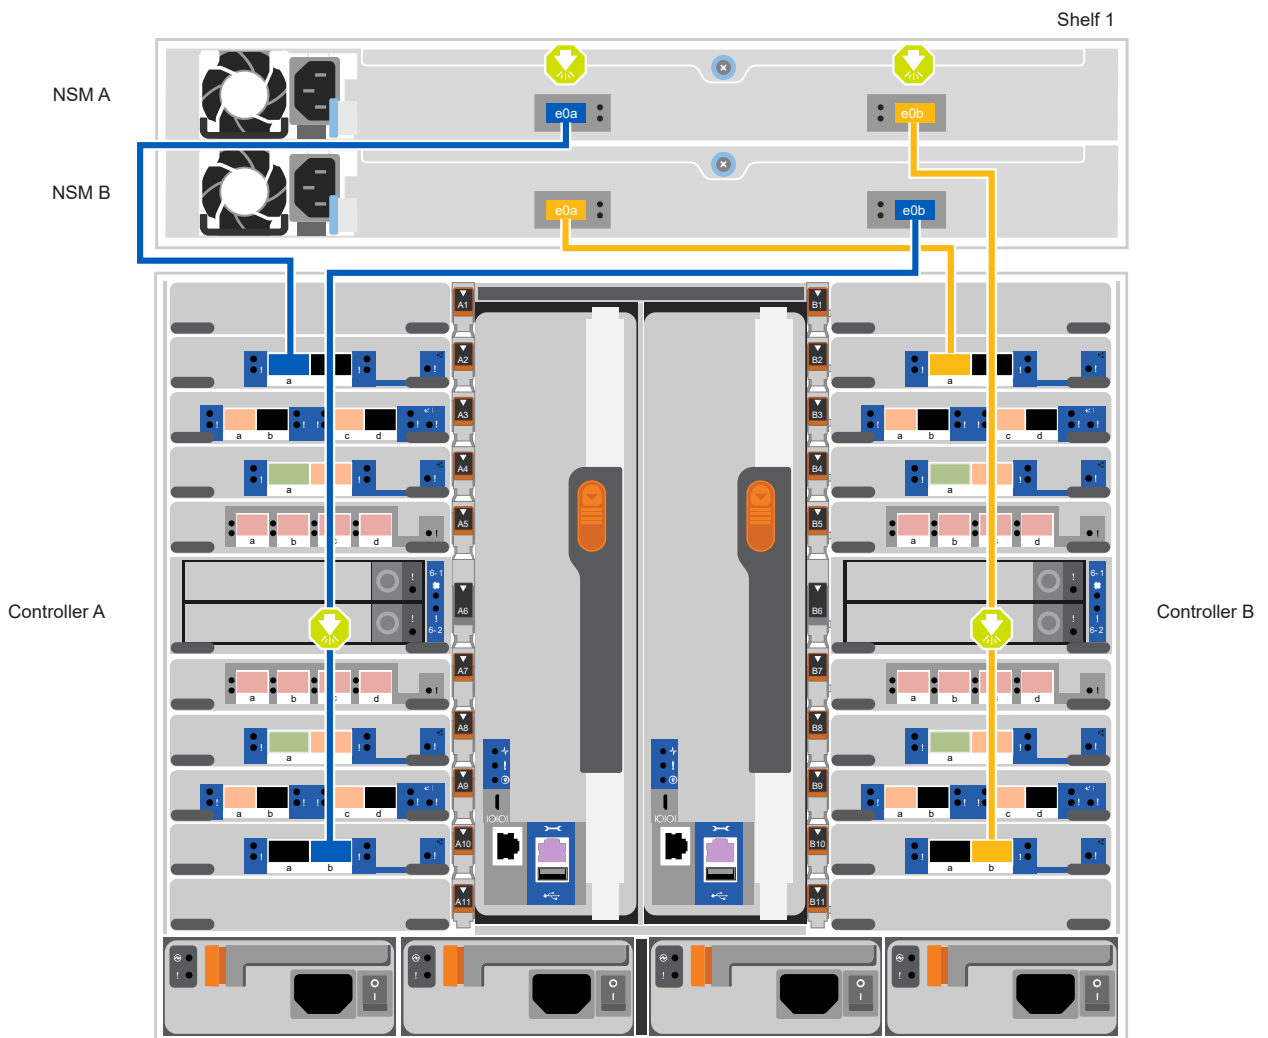 Shelf 1
NSM A
e0a
e0b
NSM B
e0a
e0b
Controller A
Controller B
A1
B1
A2
B2
! a ! !
! a ! !
A3
B3
! a b ! ! c d ! !
! a b ! ! c d ! !
A4
B4
! a ! !
! a ! !
A5
B5
a b c d !
a b c d !
6-1
!
!
6-2
A6
B6
6-1
!
!
6-2
A7
B7
a b c d !
a b c d !
A8
B8
! a ! !
! a ! !
A9
B9
! a b ! ! c d ! !
! a b ! ! c d ! !
A10
B10
! a b ! !
! a b ! !
A11
B11
!
IOIOI
!
IOIOI
! O I
! O I
! O I
! O I